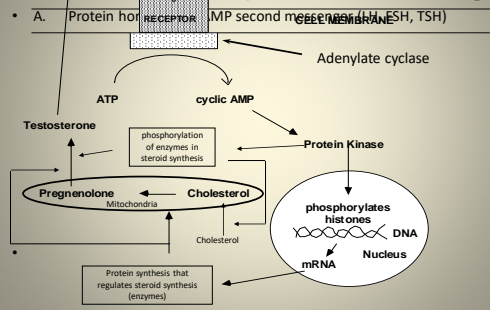 • A. Protein hor AMP second messenger (LH, FSH, TSH)
RECEPTOR
CELL MEMBRANE
Adenylate cyclase
ATP
cyclic AMP
Testosterone
phosphorylation
of enzymes in
steroid synthesis
Protein Kinase
Pregnenolone
Cholesterol
Mitochondria
phosphorylates
histones
DNA
Cholesterol
Nucleus
•
mRNA
Protein synthesis that
regulates steroid synthesis
(enzymes)